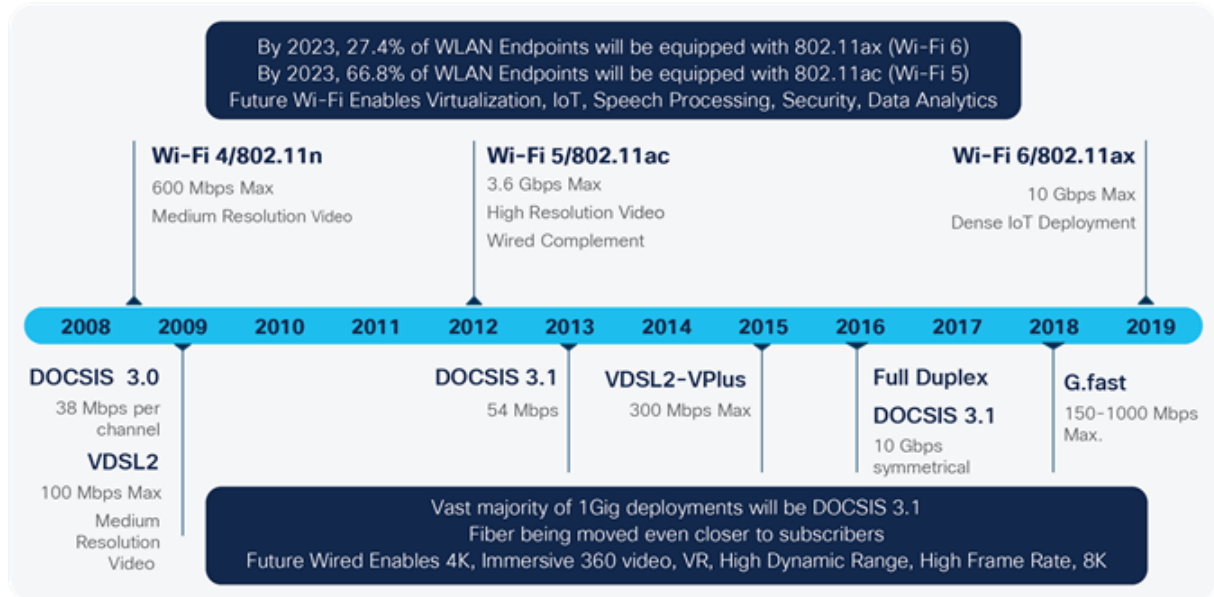 By 2023, 27.4% of WLAN Endpoints will be equipped with 802.11ax (Wi-Fi 6)
By 2023, 66.8% of WLAN Endpoints will be equipped with 802.11ac (Wi-Fi 5)
Future Wi-Fi Enables Virtualization, IoT, Speech Processing, Security, Data Analytics
Wi-Fi 4/802.11n
600 Mbps Max
Medium Resolution Video
Wi-Fi 5/802.11ac
3.6 Gbps Max
High Resolution Video
Wired Complement
Wi-Fi 6/802.11ax
10 Gbps Max
Dense IoT Deployment
2008 2009 2010 2011 2012 2013 2014 2015 2016 2017 2018 2019
DOCSIS 3.0
38 Mbps per
channel
VDSL2
100 Mbps Max
Medium
Resolution
Video
DOCSIS 3.1
54 Mbps
VDSL2-VPlus
300 Mbps Max
Full Duplex
DOCSIS 3.1
10 Gbps
symmetrical
G.fast
150-1000 Mbps
Max.
Vast majority of 1Gig deployments will be DOCSIS 3.1
Fiber being moved even closer to subscribers
Future Wired Enables 4K, Immersive 360 video, VR, High Dynamic Range, High Frame Rate, 8K